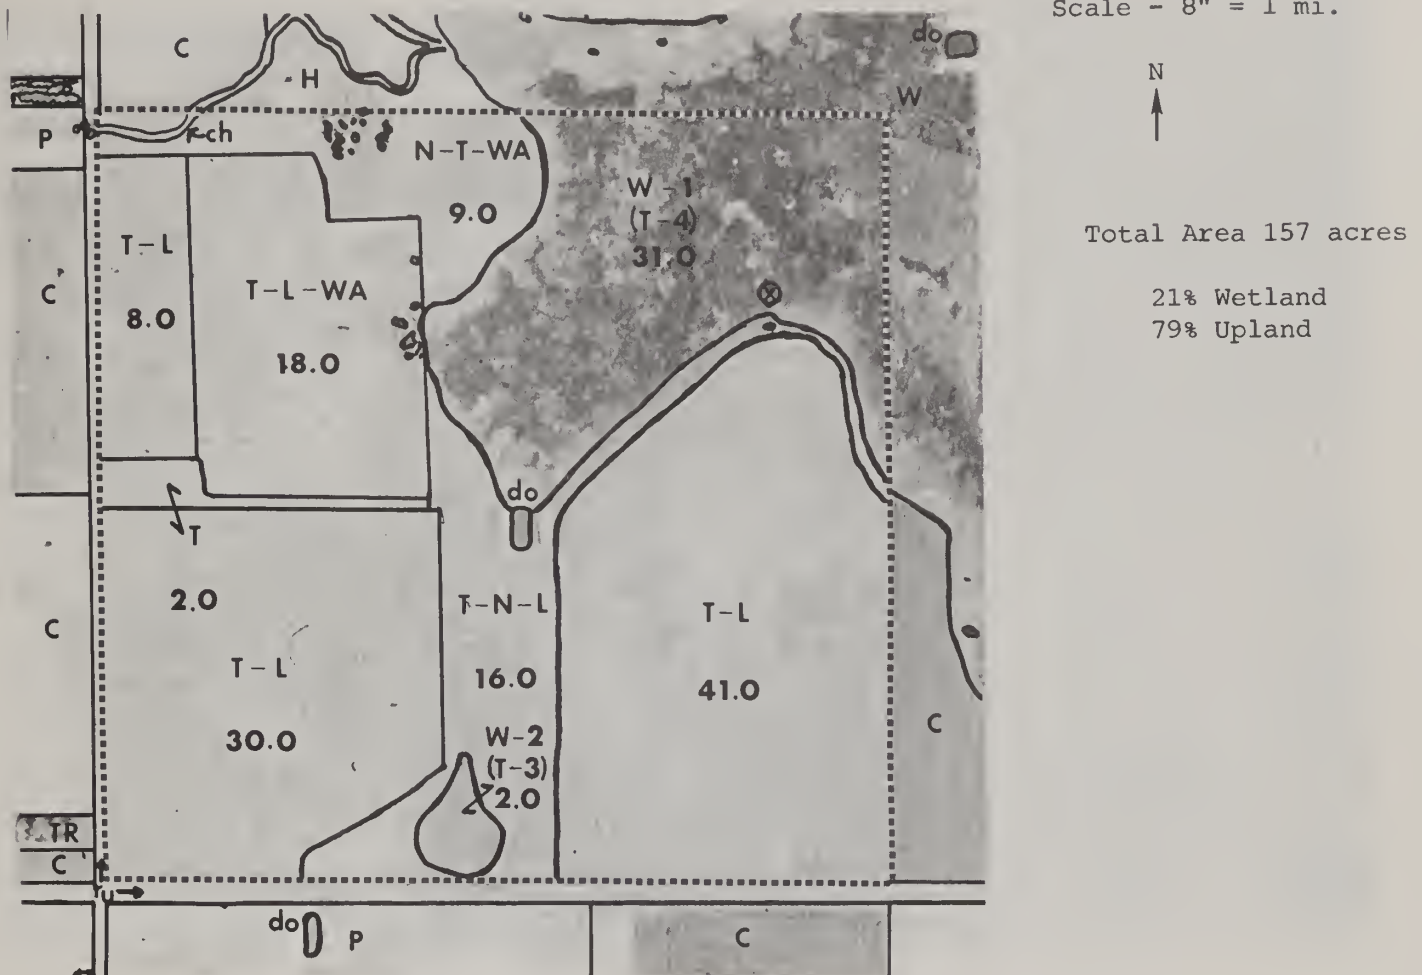 Scale - 8" = 1 mi.
C
do
H
N
W
ch
P
N-T-WA
W-1
(T-4)
31.0
9.0
Total Area 157 acres
T-L
T-L-WA
C
21% Wetland
8.0
79% Upland
18.0
do
T
2.0
T-N-L
T-L
C
T-L
16.0
41.0
30.0
W-2
(T-3)
2.0
C
TR
C
do
P
C